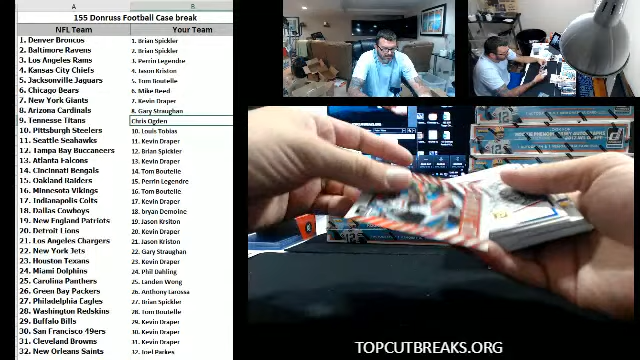 A B
155 Donruss Football Case break
NFL Team Your Team
1. Denver Broncos 1. Brian Spickler
2. Baltimore Ravens 2. Brian Spickler
3. Los Angeles Rams 3. Perrin Legendre
4. Kansas City Chiefs 4. Jason Kriston
5. Jacksonville Jaguars 5. Tom Boutelle
6. Chicago Bears 6. Mike Reed
7. New York Giants 7. Kevin Draper
8. Arizona Cardinals 8. Gary Straughan
9. Tennesse Titans Chris Ogden
10. Pittsburgh Steelers 10. Louis Tobias
11. Seattle Seahawks 11. Kevin Draper
12. Tampa Bay Buccaneers 12. Brian Spickler
13. Atlanta Falcons 13. Kevin Draper
14. Cincinnati Bengals 14. Tom Boutelle
15. Oakland Raiders 15. Perrin Legendre
16. Minnesota Vikings 16. Tom Boutelle
17. Indianapolis Colts 17. Kevin Draper
18. Dallas Cowboys 18. bryan Demoine
19. New England Patriots 19. Jason Kriston
20. Detroit Lions 20. Kevin Draper
21. Los Angeles Chargers 21. Jason Kriston
22. New York Jets 22. Gary Straughan
23. Houston Texans 23. Kevin Draper
24. Miami Dolphins 24. Phil Dahling
25. Carolina Panthers 25. Landen Wong
26. Green Bay Packers 26. Anthony Larossa
27. Philadelphia Eagles 27. Brian Spickler
28. Washington Redskins 28. Tom Boutelle
29. Buffalo Bills 29. Kevin Draper
30. San Francisco 49ers 30. Kevin Draper
31. Cleveland Browns 31. Kevin Draper
32. New Orleans Saints 32. Joel Parkes
TOPCUTBREAKS.ORG